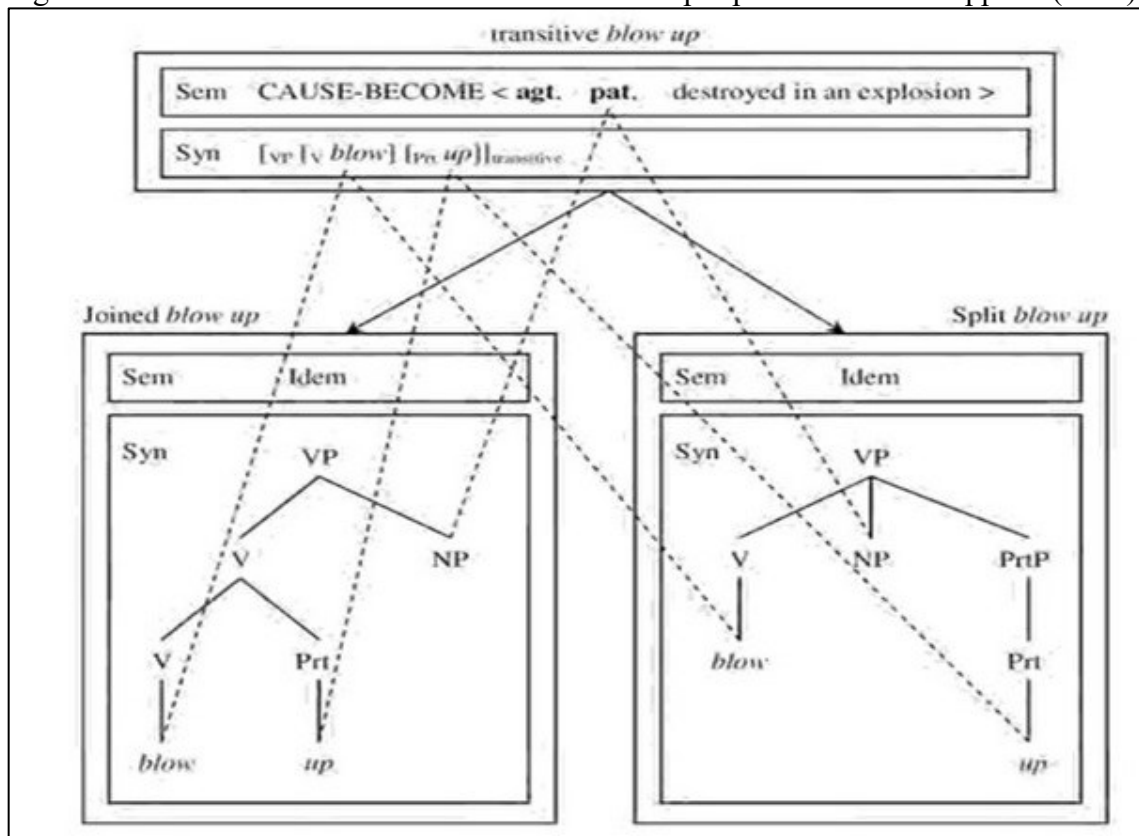 transitive blow up
Sem CAUSE-BECOME < agt, pat, destroyed in an explosion >
Syn [VP [V blow] [Prt up]]transitive
Joined blow up
Sem Idem
Syn
VP
V NP
V Prt
blow up
Split blow up
Sem Idem
Syn
VP
V NP PrtP
blow Prt
up